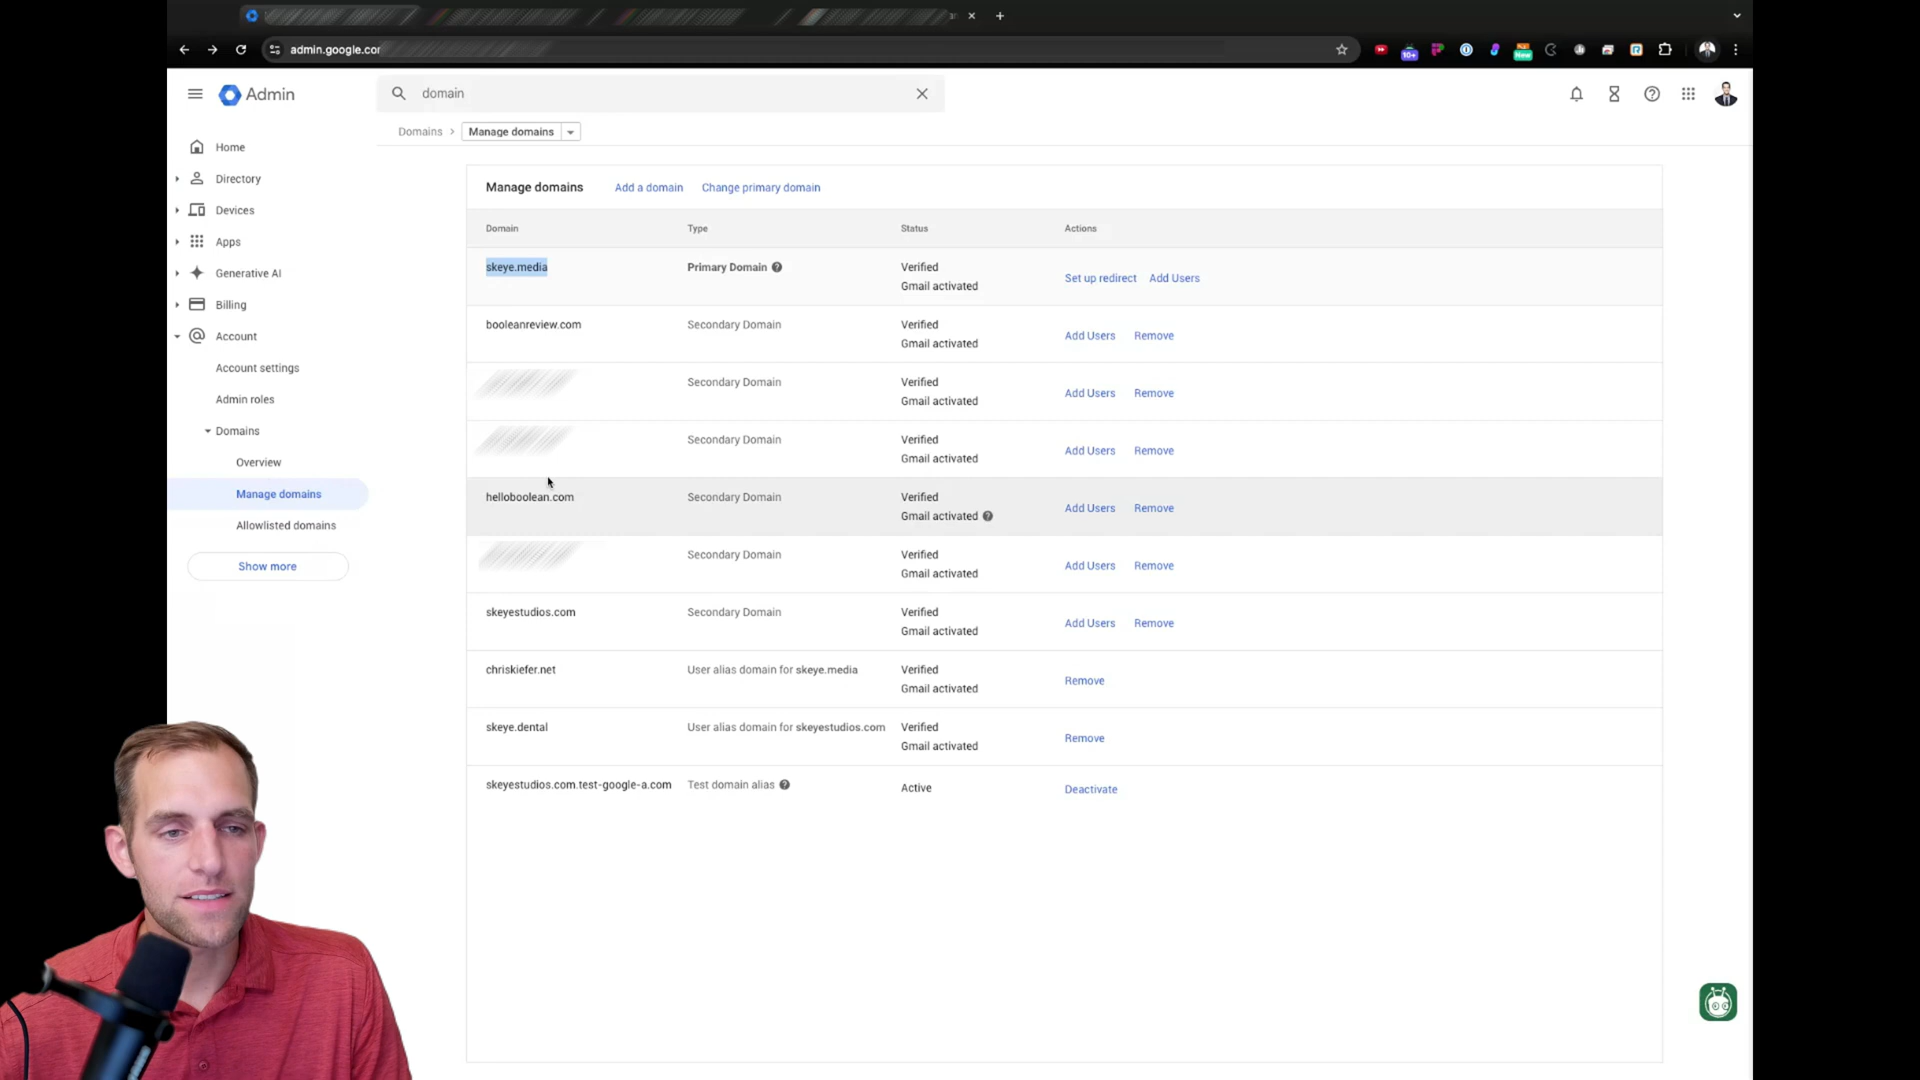 admin.google.cor
10+
New
Admin
domain
Domains
Manage domains
Home
Directory
Devices
Apps
Generative AI
Billing
Account
Account settings
Admin roles
Domains
Overview
Manage domains
Allowlisted domains
Show more
Manage domains Add a domain Change primary domain
Domain Type Status Actions
skeye.media Primary Domain Verified
Gmail activated
Set up redirect Add Users
booleanreview.com Secondary Domain Verified
Gmail activated
Add Users Remove
Secondary Domain Verified
Gmail activated
Add Users Remove
Secondary Domain Verified
Gmail activated
Add Users Remove
helloboolean.com Secondary Domain Verified
Gmail activated
Add Users Remove
Secondary Domain Verified
Gmail activated
Add Users Remove
skeyestudios.com Secondary Domain Verified
Gmail activated
Add Users Remove
chriskiefer.net User alias domain for skeye.media Verified
Gmail activated
Remove
skeye.dental User alias domain for skeyestudios.com Verified
Gmail activated
Remove
skeyestudios.com.test-google-a.com Test domain alias Active
Deactivate